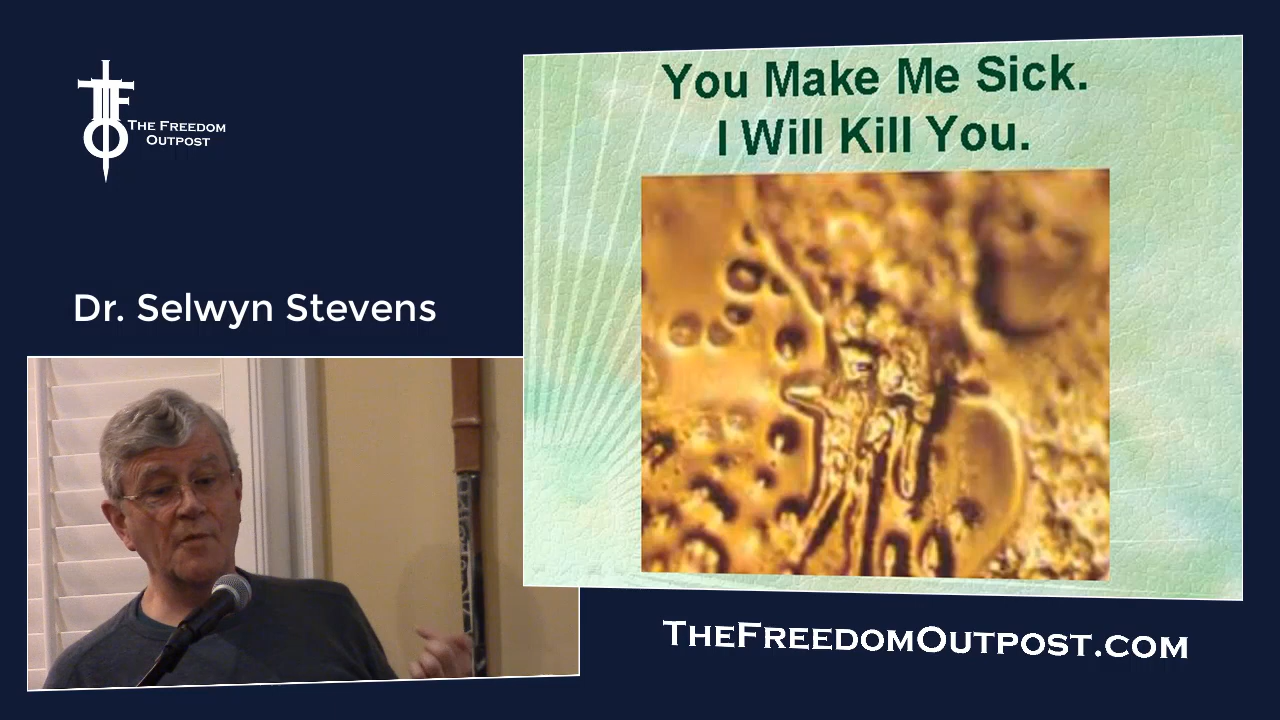 The Freedom
Outpost
Dr. Selwyn Stevens
You Make Me Sick.
I Will Kill You.
TheFreedomOutpost.com